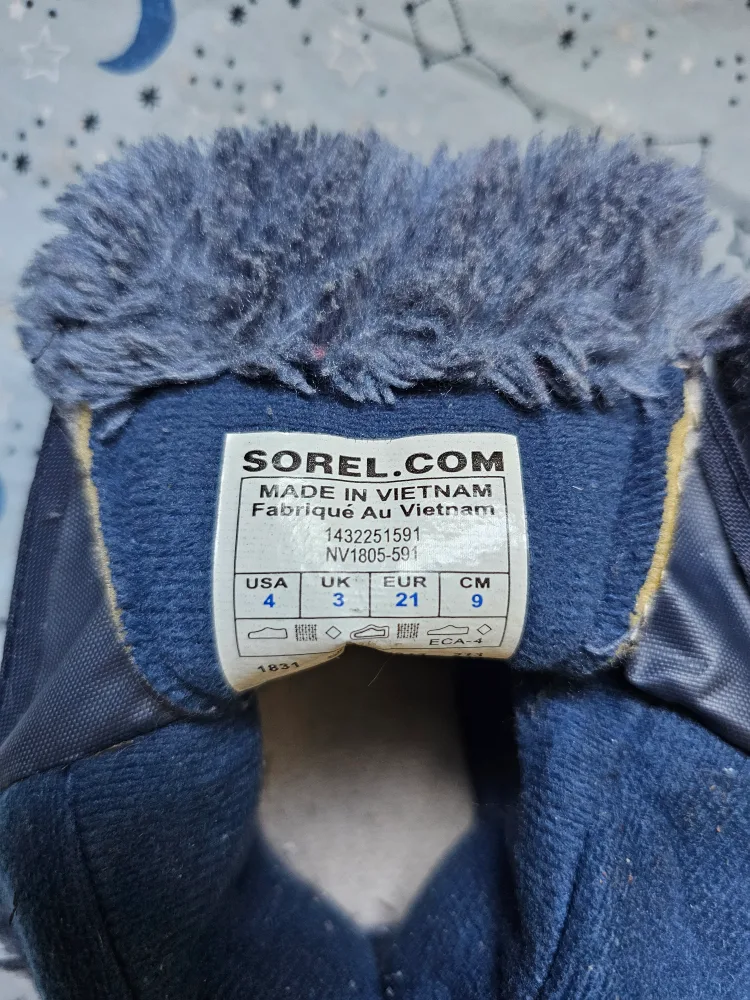 SOREL.COM
MADE IN VIETNAM
Fabriqué Au Vietnam
1432251591
NV1805-591
USA UK EUR CM
4 3 21 9
ECA-4
1831